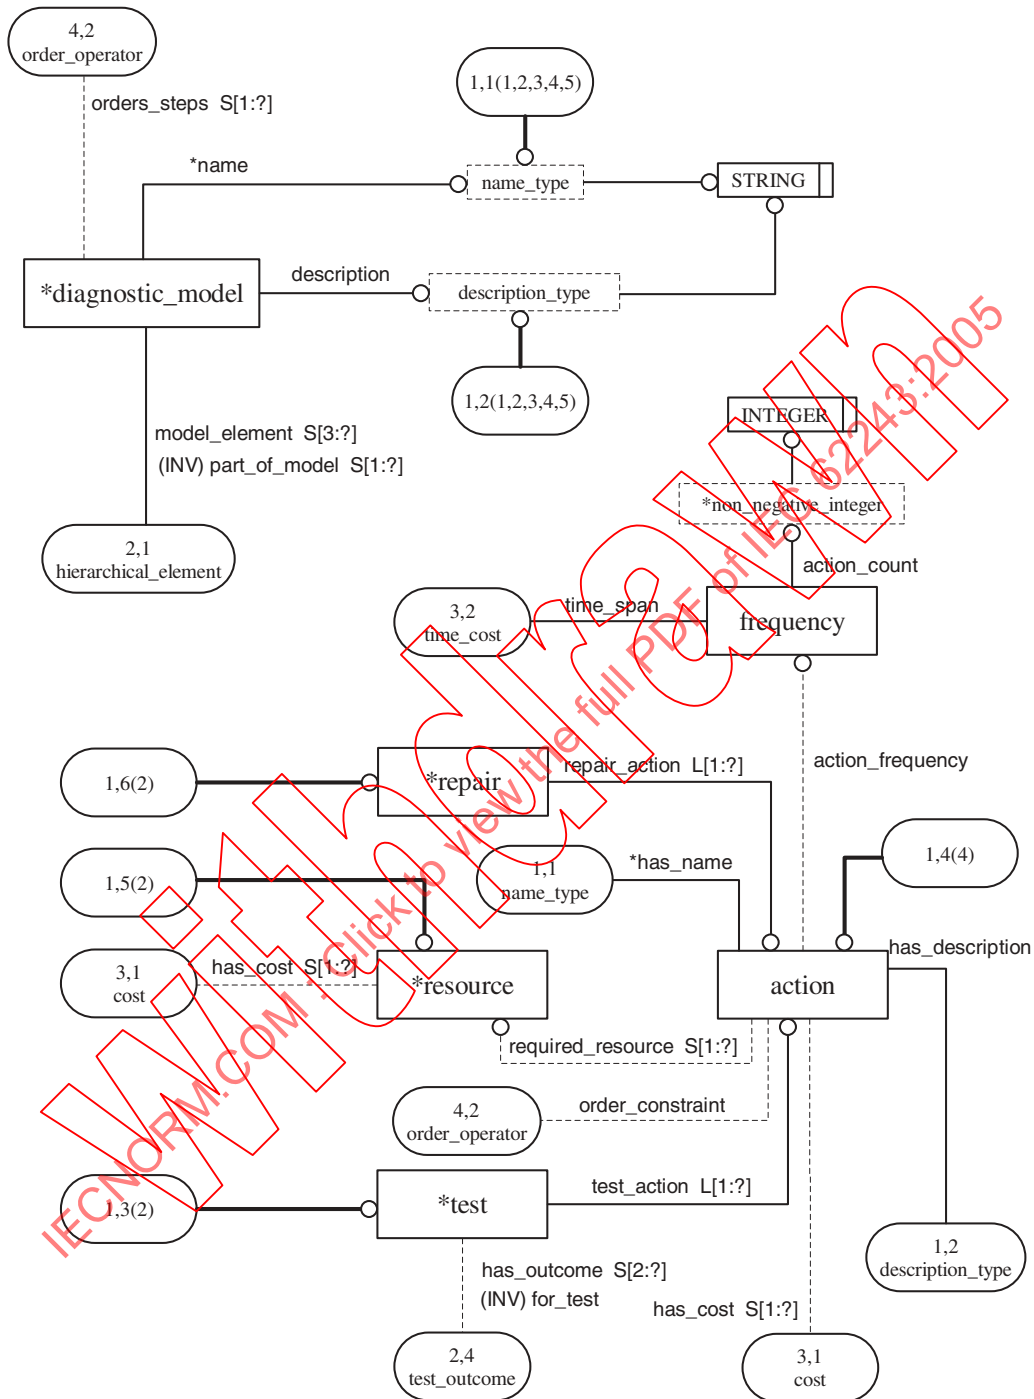 4,2
order_operator
orders_steps S[1:?]
1,1(1,2,3,4,5)
*name
name_type
STRING
*diagnostic_model
description
description_type
1,2(1,2,3,4,5)
model_element S[3:?]
(INV) part_of_model S[1:?]
2,1
hierarchical_element
INTEGER
*non_negative_integer
action_count
3,2
time_cost
time_span
frequency
action_frequency
1,6(2)
*repair
repair_action L[1:?]
1,5(2)
1,1
name_type
*has_name
1,4(4)
3,1
cost
has_cost S[1:?]
*resource
action
has_description
required_resource S[1:?]
4,2
order_operator
order_constraint
1,3(2)
*test
test_action L[1:?]
1,2
description_type
has_outcome S[2:?]
(INV) for_test
has_cost S[1:?]
2,4
test_outcome
3,1
cost
Withdrawn
IECNORM.COM : Click to view the full PDF of IEC 62243:2005